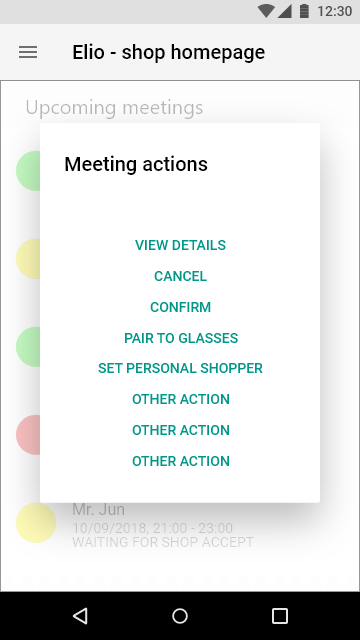 12:30
Elio - shop homepage
Upcoming meetings
Meeting actions
VIEW DETAILS
CANCEL
CONFIRM
PAIR TO GLASSES
SET PERSONAL SHOPPER
OTHER ACTION
OTHER ACTION
OTHER ACTION
Mr. Jun
10/09/2018, 21:00 - 23:00
WAITING FOR SHOP ACCEPT